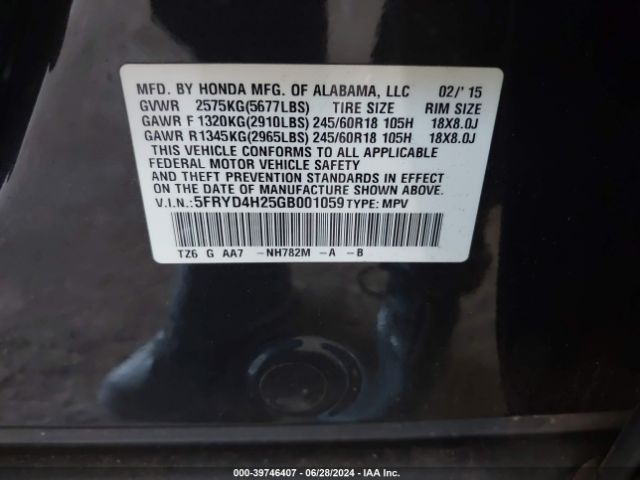 MFD. BY HONDA MFG. OF ALABAMA, LLC 02/'15
GVWR 2575KG(5677LBS) TIRE SIZE RIM SIZE
GAWR F 1320KG(2910LBS) 245/60R18 105H 18X8.0J
GAWR R1345KG(2965LBS) 245/60R18 105H 18X8.0J
THIS VEHICLE CONFORMS TO ALL APPLICABLE
FEDERAL MOTOR VEHICLE SAFETY
AND THEFT PREVENTION STANDARDS IN EFFECT
ON THE DATE OF MANUFACTURE SHOWN ABOVE.
V.I.N.:5FRYD4H25GB001059 TYPE: MPV
TZ6 G AA7 -NH782M -A -B
000-39746407 - 06/28/2024 - IAA Inc.